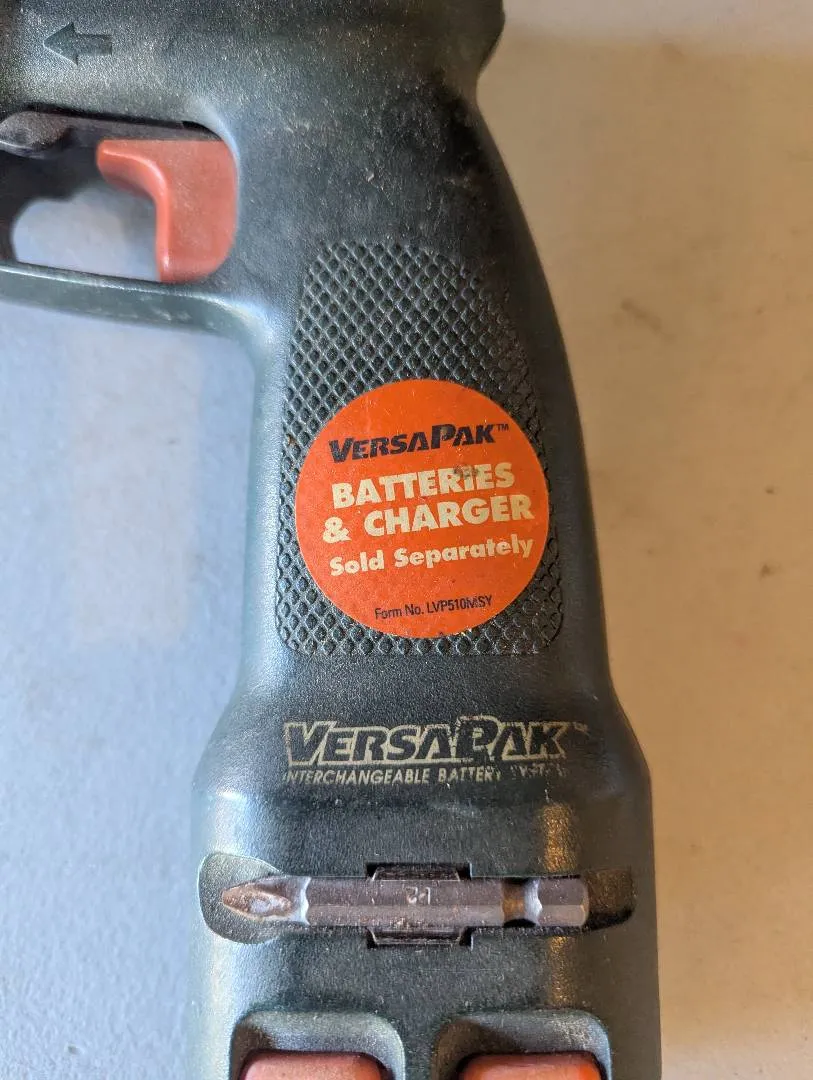 VERSAPAK™
BATTERIES
& CHARGER
Sold Separately
Form No. LVP510MSY
VERSAPAK™
INTERCHANGEABLE BATTERY
P2